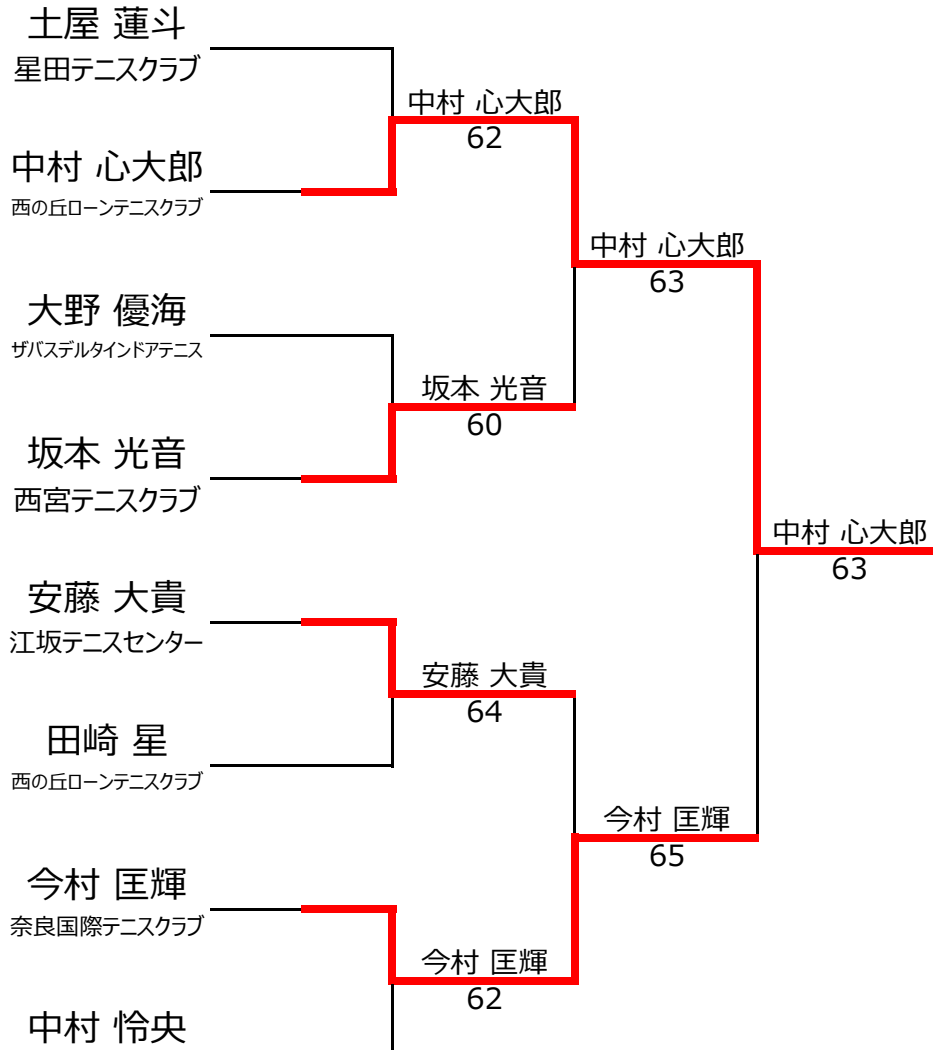 土屋 蓮斗
星田テニスクラブ
中村 心大郎
西の丘ローンテニスクラブ
大野 優海
ザバスデルタインドアテニス
坂本 光音
西宮テニスクラブ
安藤 大貴
江坂テニスセンター
田崎 星
西の丘ローンテニスクラブ
今村 匡輝
奈良国際テニスクラブ
中村 怜央
中村 心大郎
62
坂本 光音
60
安藤 大貴
64
今村 匡輝
62
中村 心大郎
63
今村 匡輝
65
中村 心大郎
63